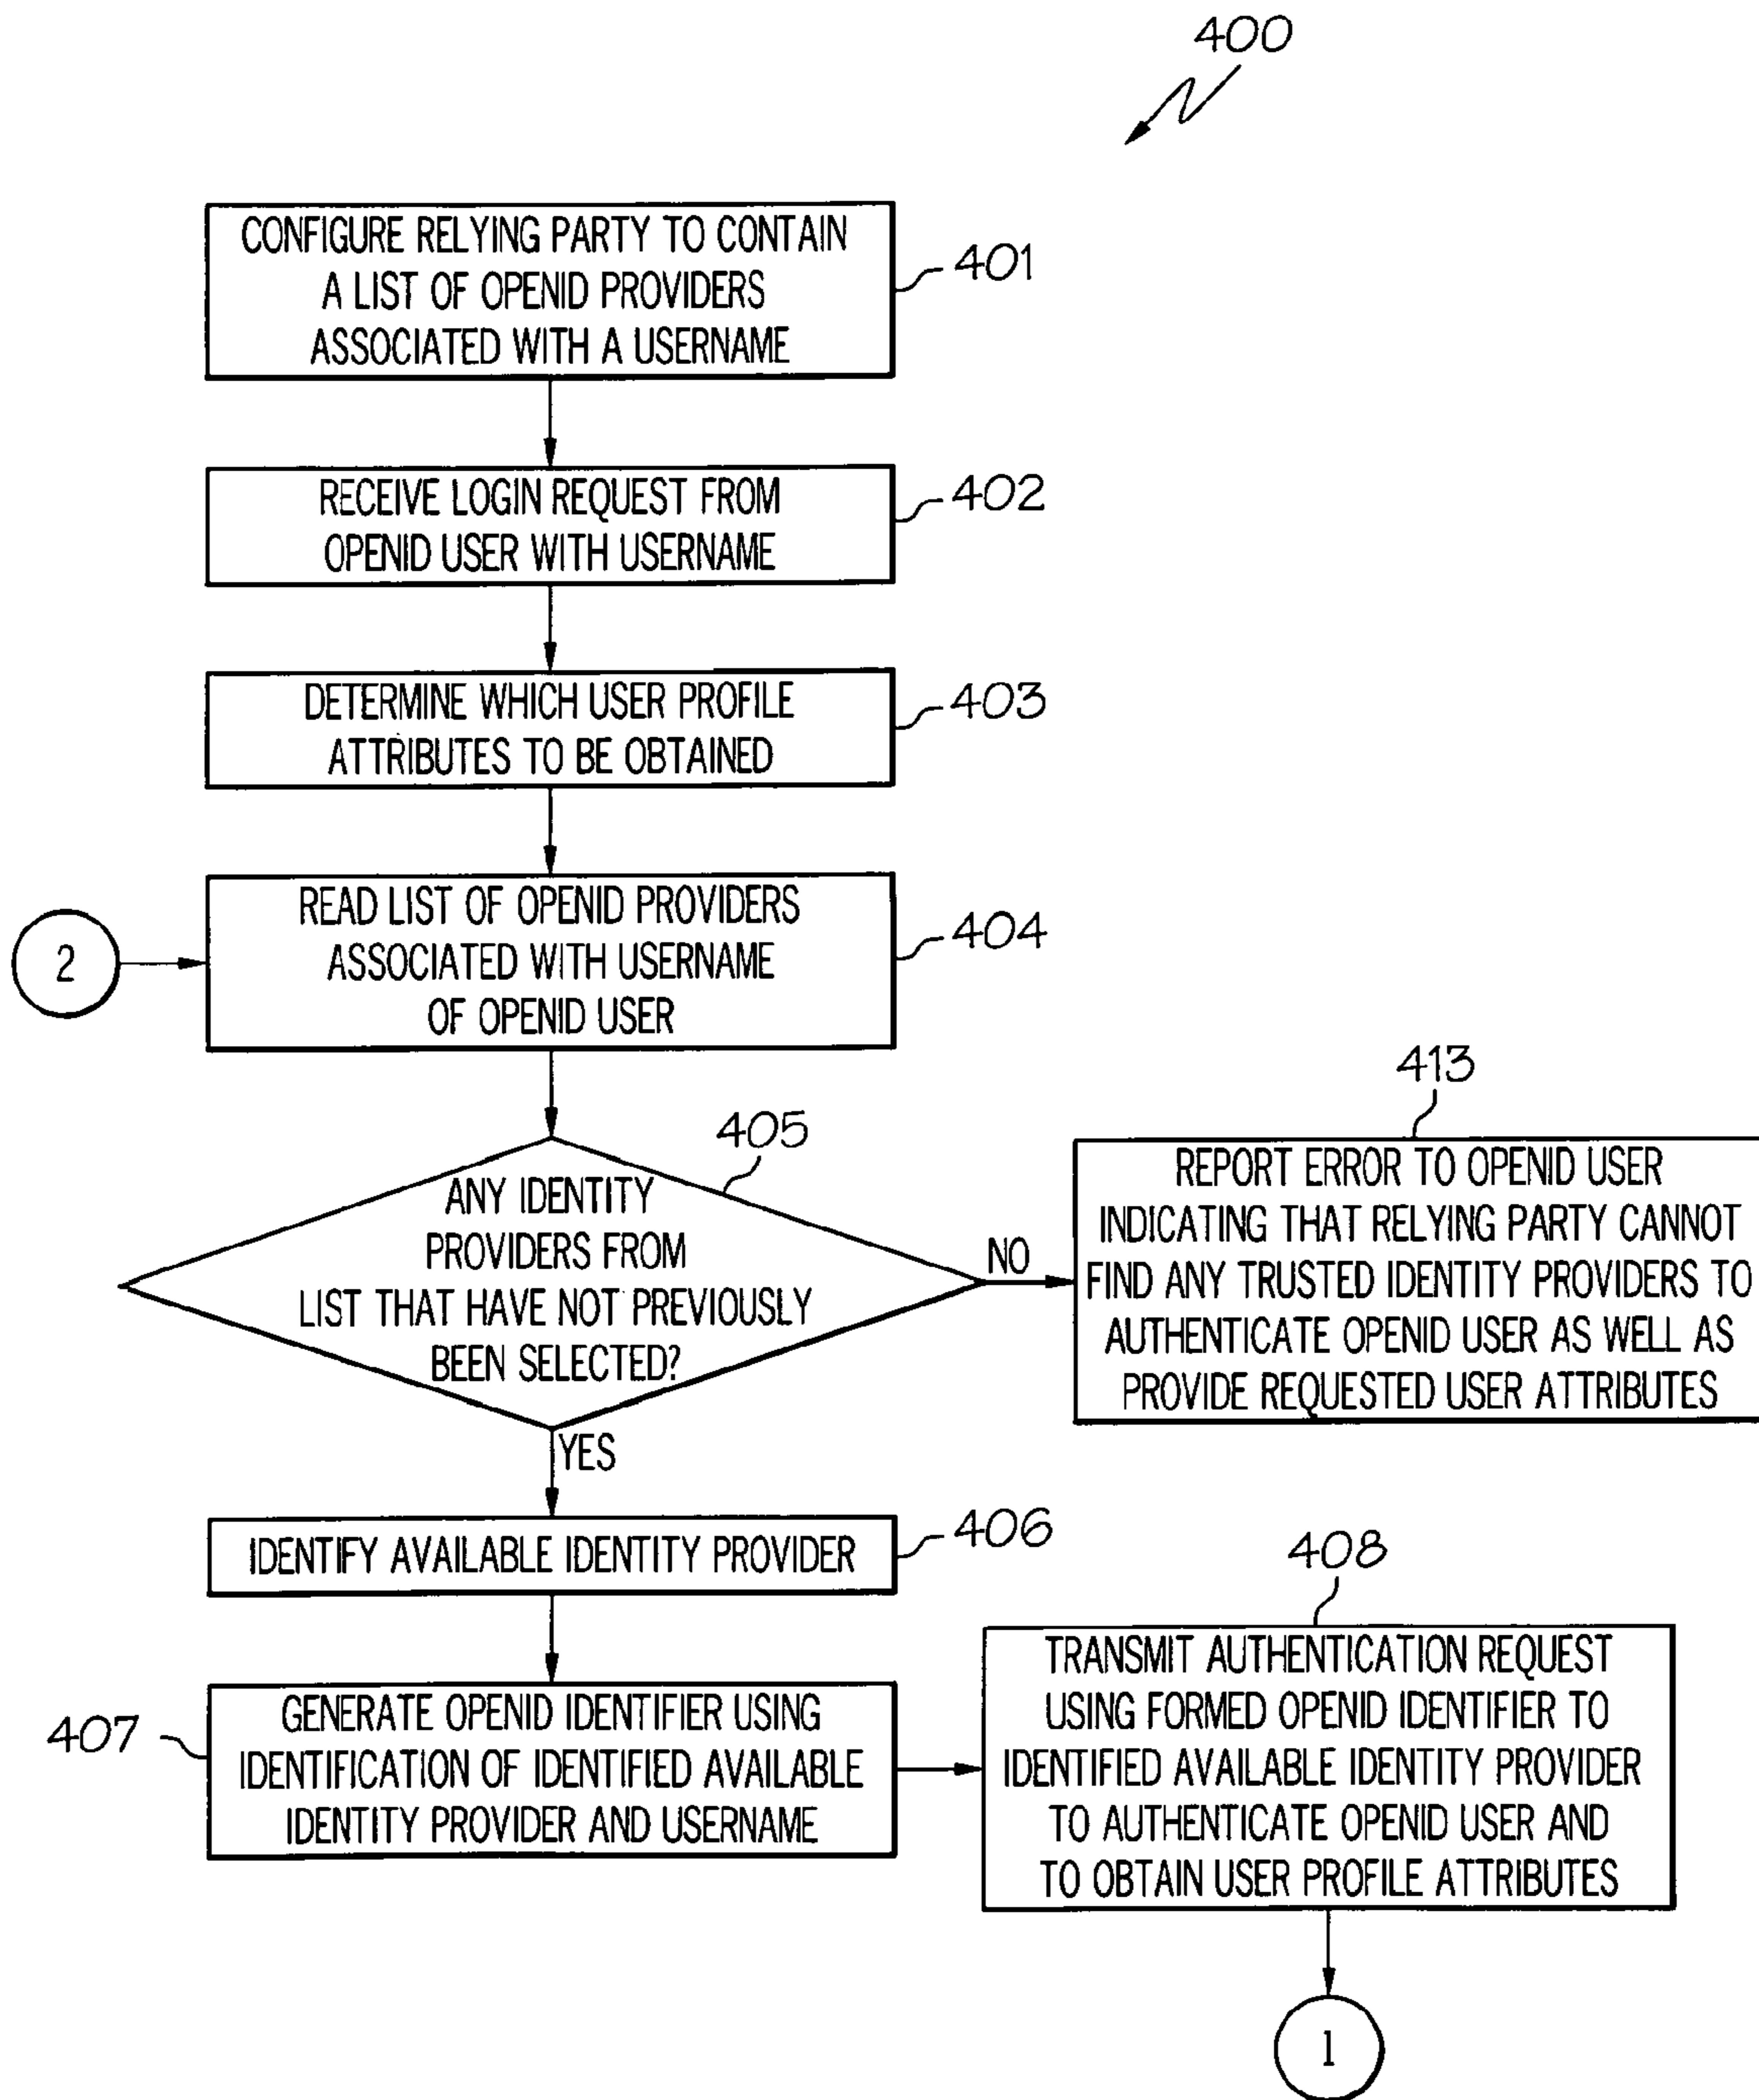 400
CONFIGURE RELYING PARTY TO CONTAIN
A LIST OF OPENID PROVIDERS
ASSOCIATED WITH A USERNAME
401
RECEIVE LOGIN REQUEST FROM
OPENID USER WITH USERNAME
402
DETERMINE WHICH USER PROFILE
ATTRIBUTES TO BE OBTAINED
403
2
READ LIST OF OPENID PROVIDERS
ASSOCIATED WITH USERNAME
OF OPENID USER
404
405
ANY IDENTITY
PROVIDERS FROM
LIST THAT HAVE NOT PREVIOUSLY
BEEN SELECTED?
NO
413
REPORT ERROR TO OPENID USER
INDICATING THAT RELYING PARTY CANNOT
FIND ANY TRUSTED IDENTITY PROVIDERS TO
AUTHENTICATE OPENID USER AS WELL AS
PROVIDE REQUESTED USER ATTRIBUTES
YES
IDENTIFY AVAILABLE IDENTITY PROVIDER
406
407
GENERATE OPENID IDENTIFIER USING
IDENTIFICATION OF IDENTIFIED AVAILABLE
IDENTITY PROVIDER AND USERNAME
408
TRANSMIT AUTHENTICATION REQUEST
USING FORMED OPENID IDENTIFIER TO
IDENTIFIED AVAILABLE IDENTITY PROVIDER
TO AUTHENTICATE OPENID USER AND
TO OBTAIN USER PROFILE ATTRIBUTES
1